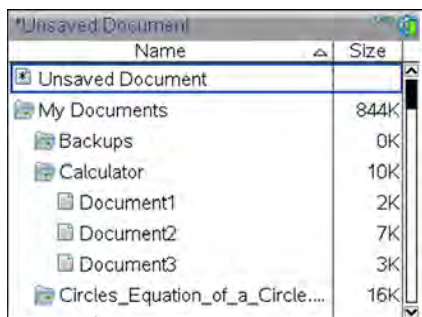 *Unsaved Document
Name Size
Unsaved Document
My Documents 844K
Backups 0K
Calculator 10K
Document1 2K
Document2 7K
Document3 3K
Circles_Equation_of_a_Circle.... 16K